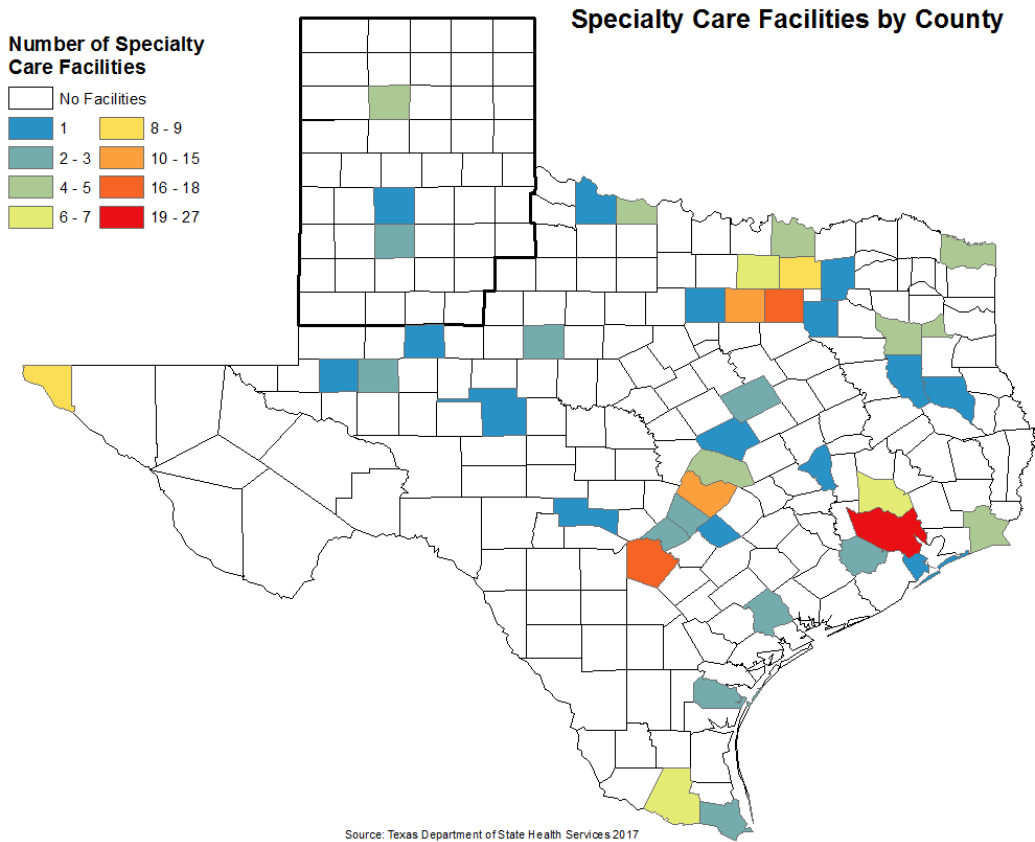 Specialty Care Facilities by County
Number of Specialty
Care Facilities
No Facilities
1
8 - 9
2 - 3
10 - 15
4 - 5
16 - 18
6 - 7
19 - 27
Source: Texas Department of State Health Services 2017